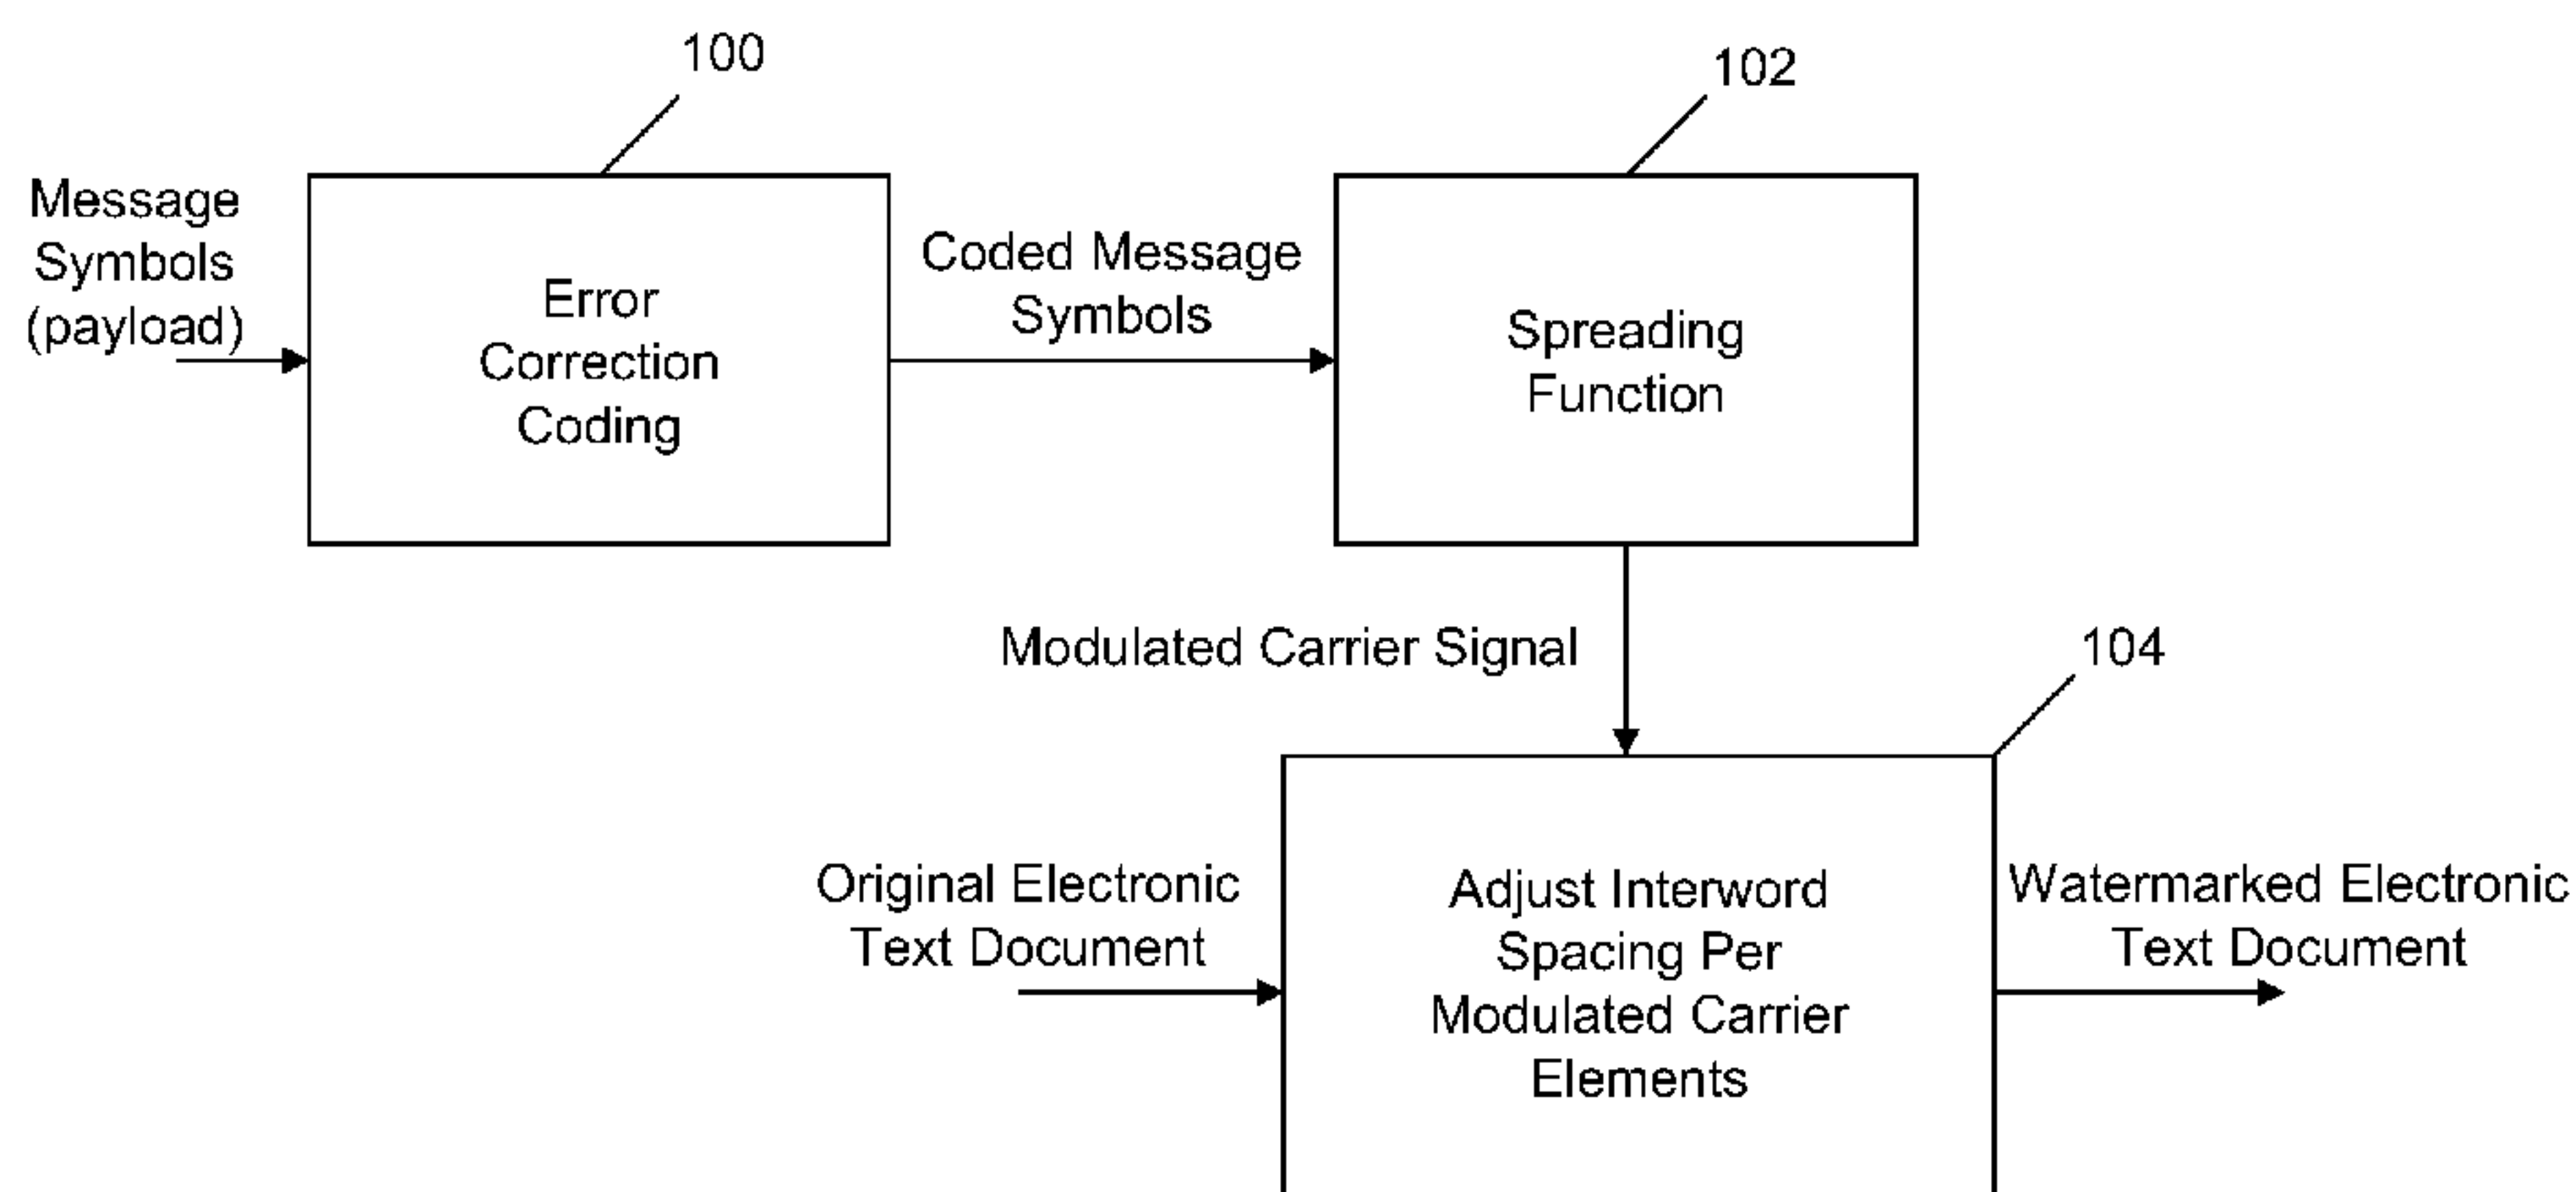 100
102
Message
Symbols
(payload)
Error
Correction
Coding
Coded Message
Symbols
Spreading
Function
Modulated Carrier Signal
104
Original Electronic
Text Document
Adjust Interword
Spacing Per
Modulated Carrier
Elements
Watermarked Electronic
Text Document